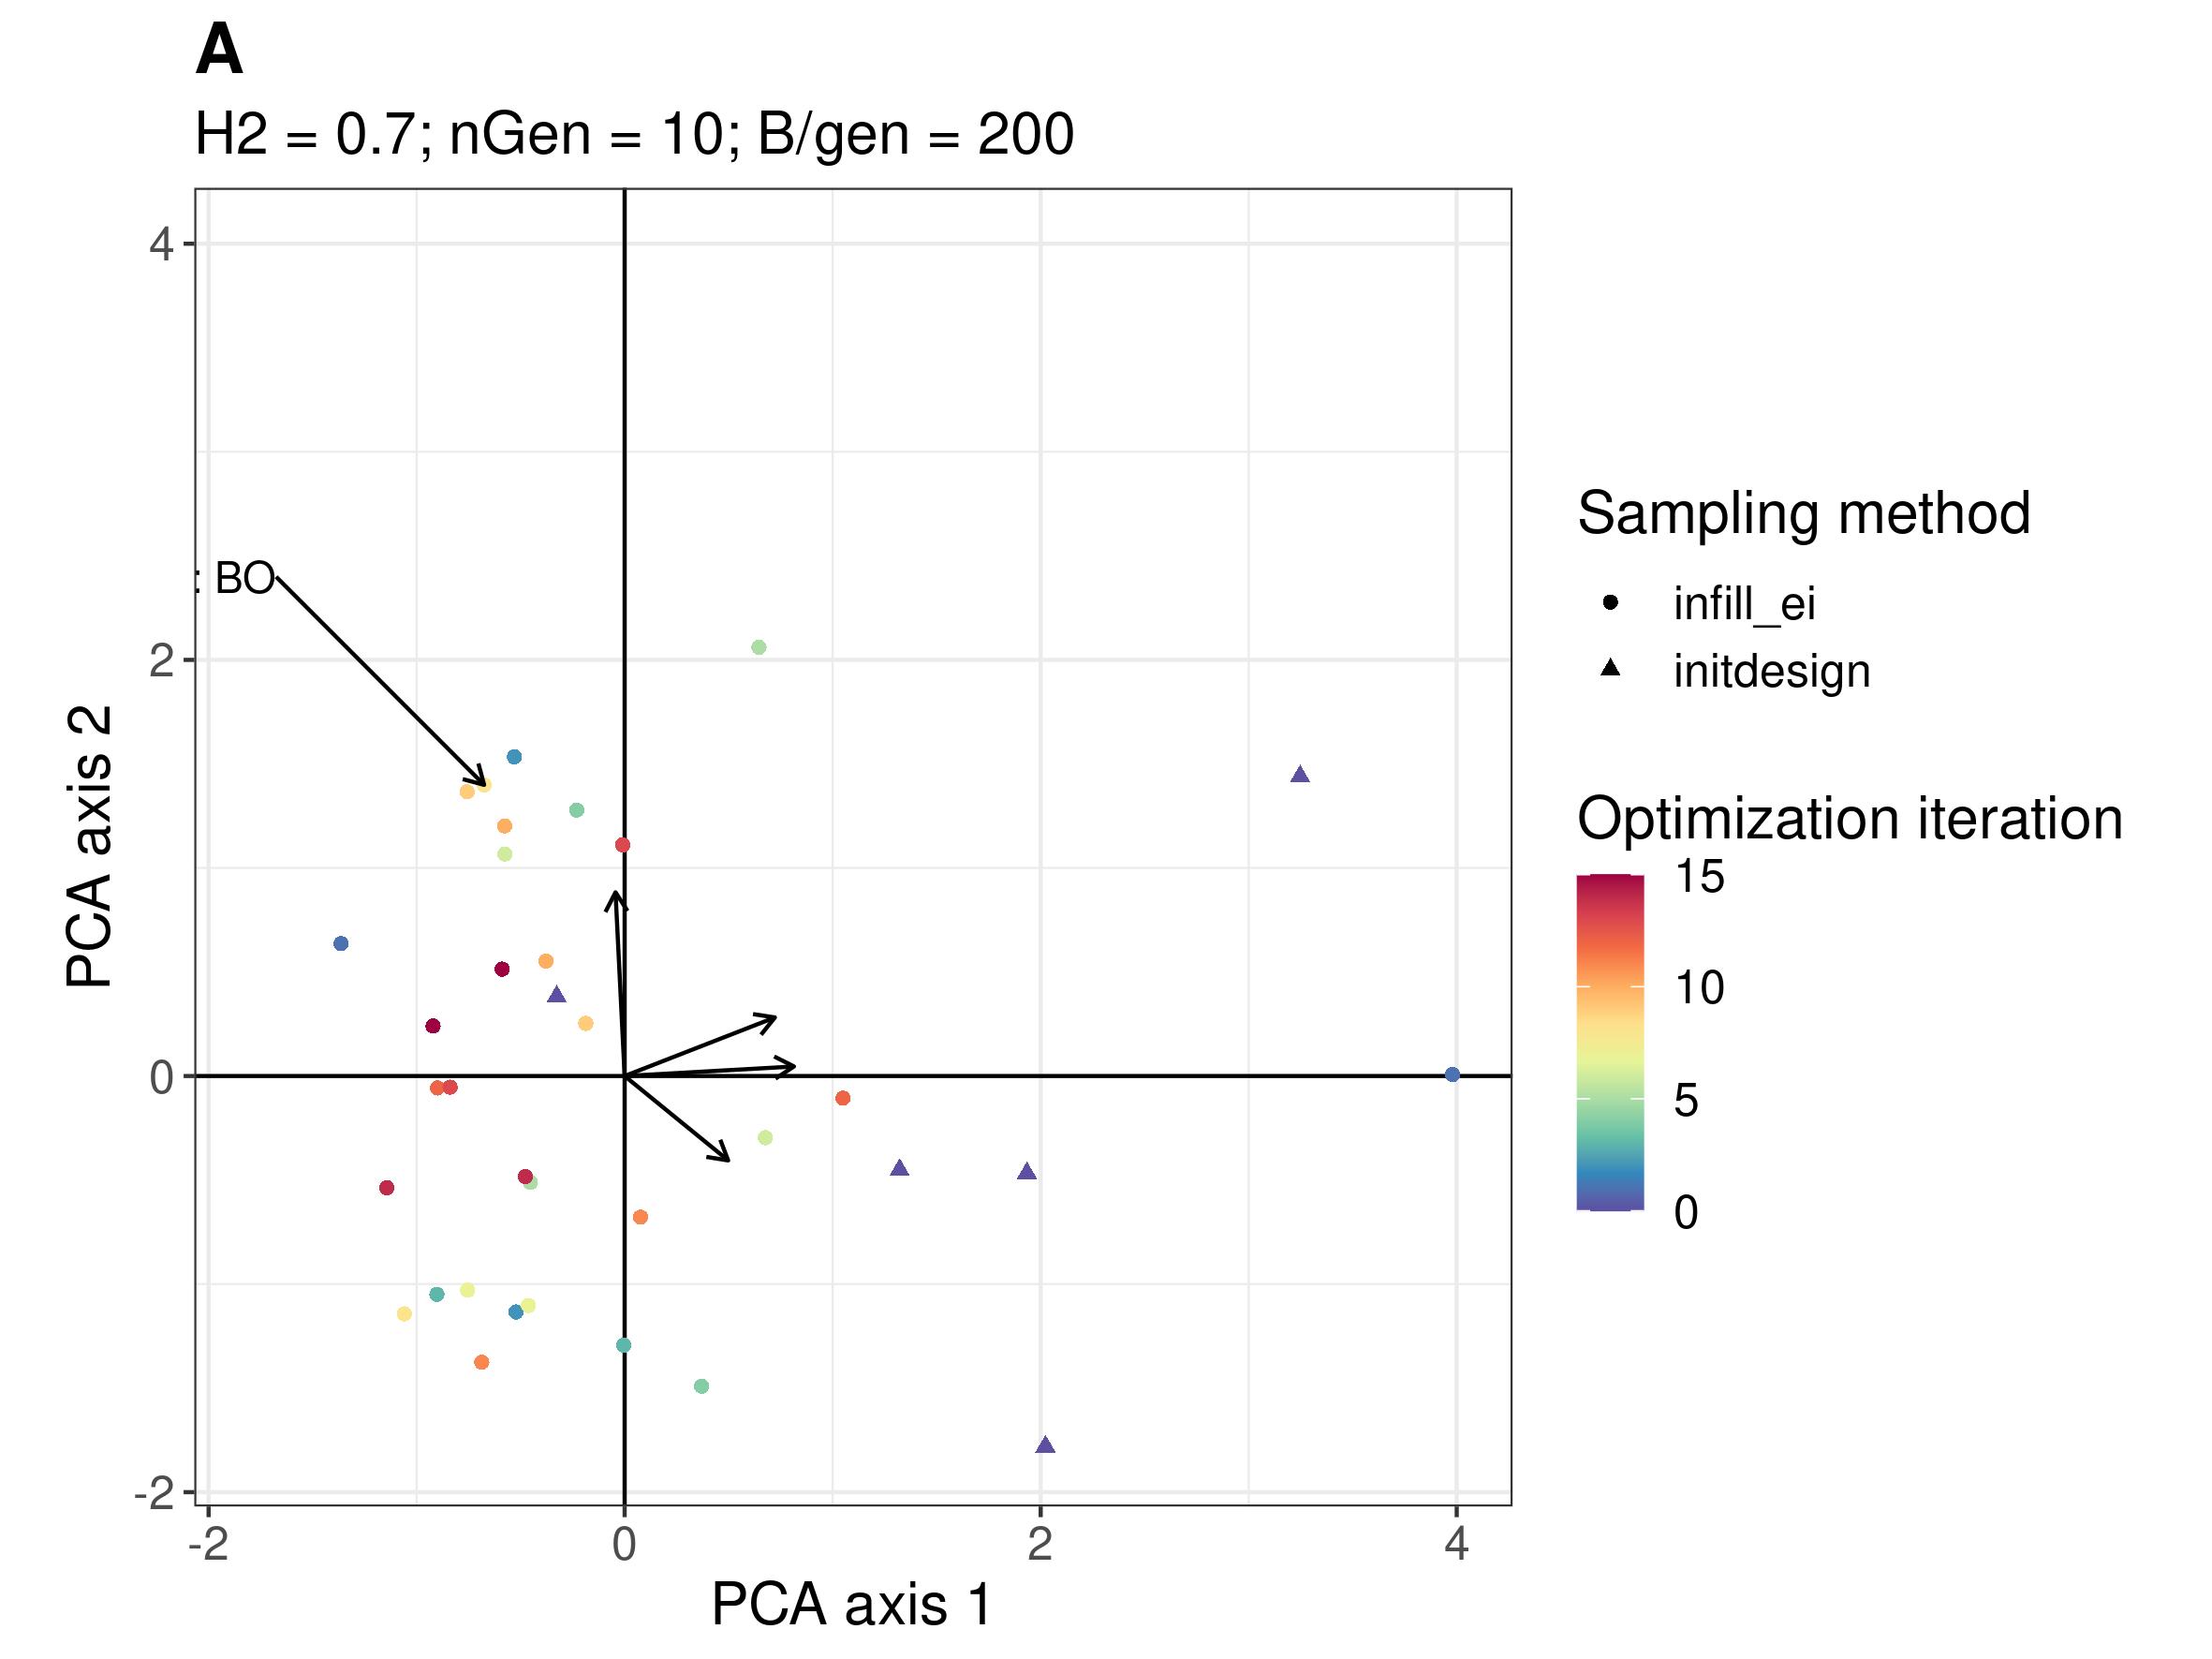 A
H2 = 0.7; nGen = 10; B/gen = 200
4
2
0
-2
: BO
PCA axis 2
-2
0
2
4
PCA axis 1
Sampling method
infill_ei
initdesign
Optimization iteration
15
10
5
0